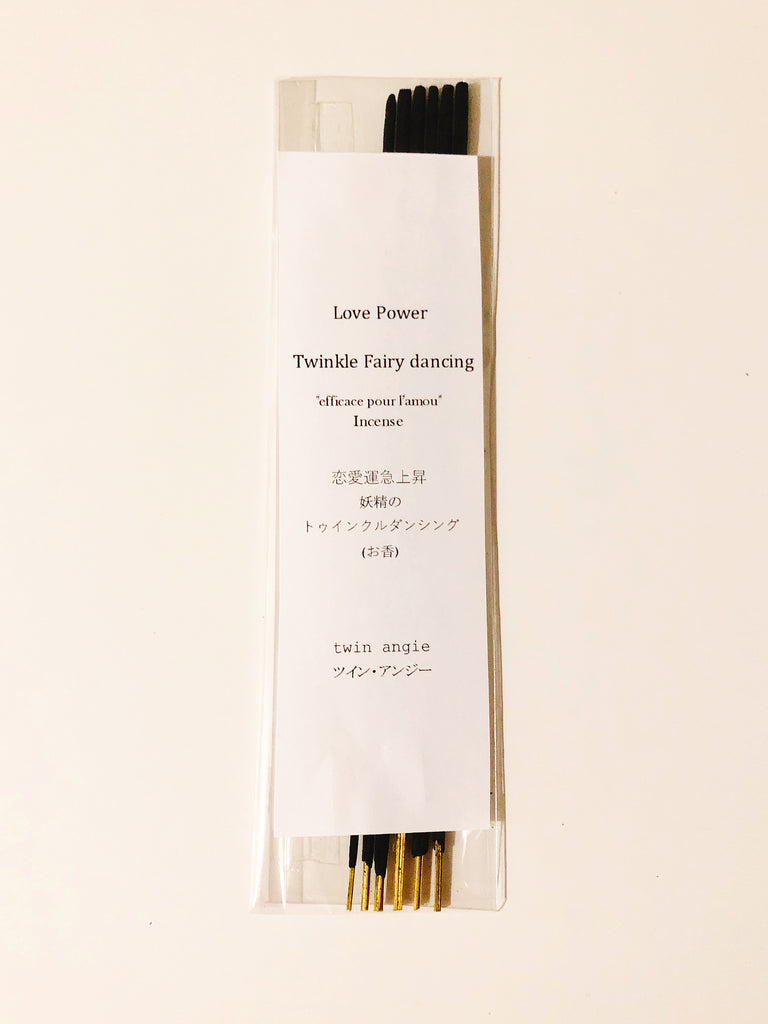 Love Power
Twinkle Fairy dancing
"efficace pour l'amou"
Incense
恋愛運急上昇
妖精の
トゥインクルダンシング
(お香)
twin angie
ツイン・アンジー